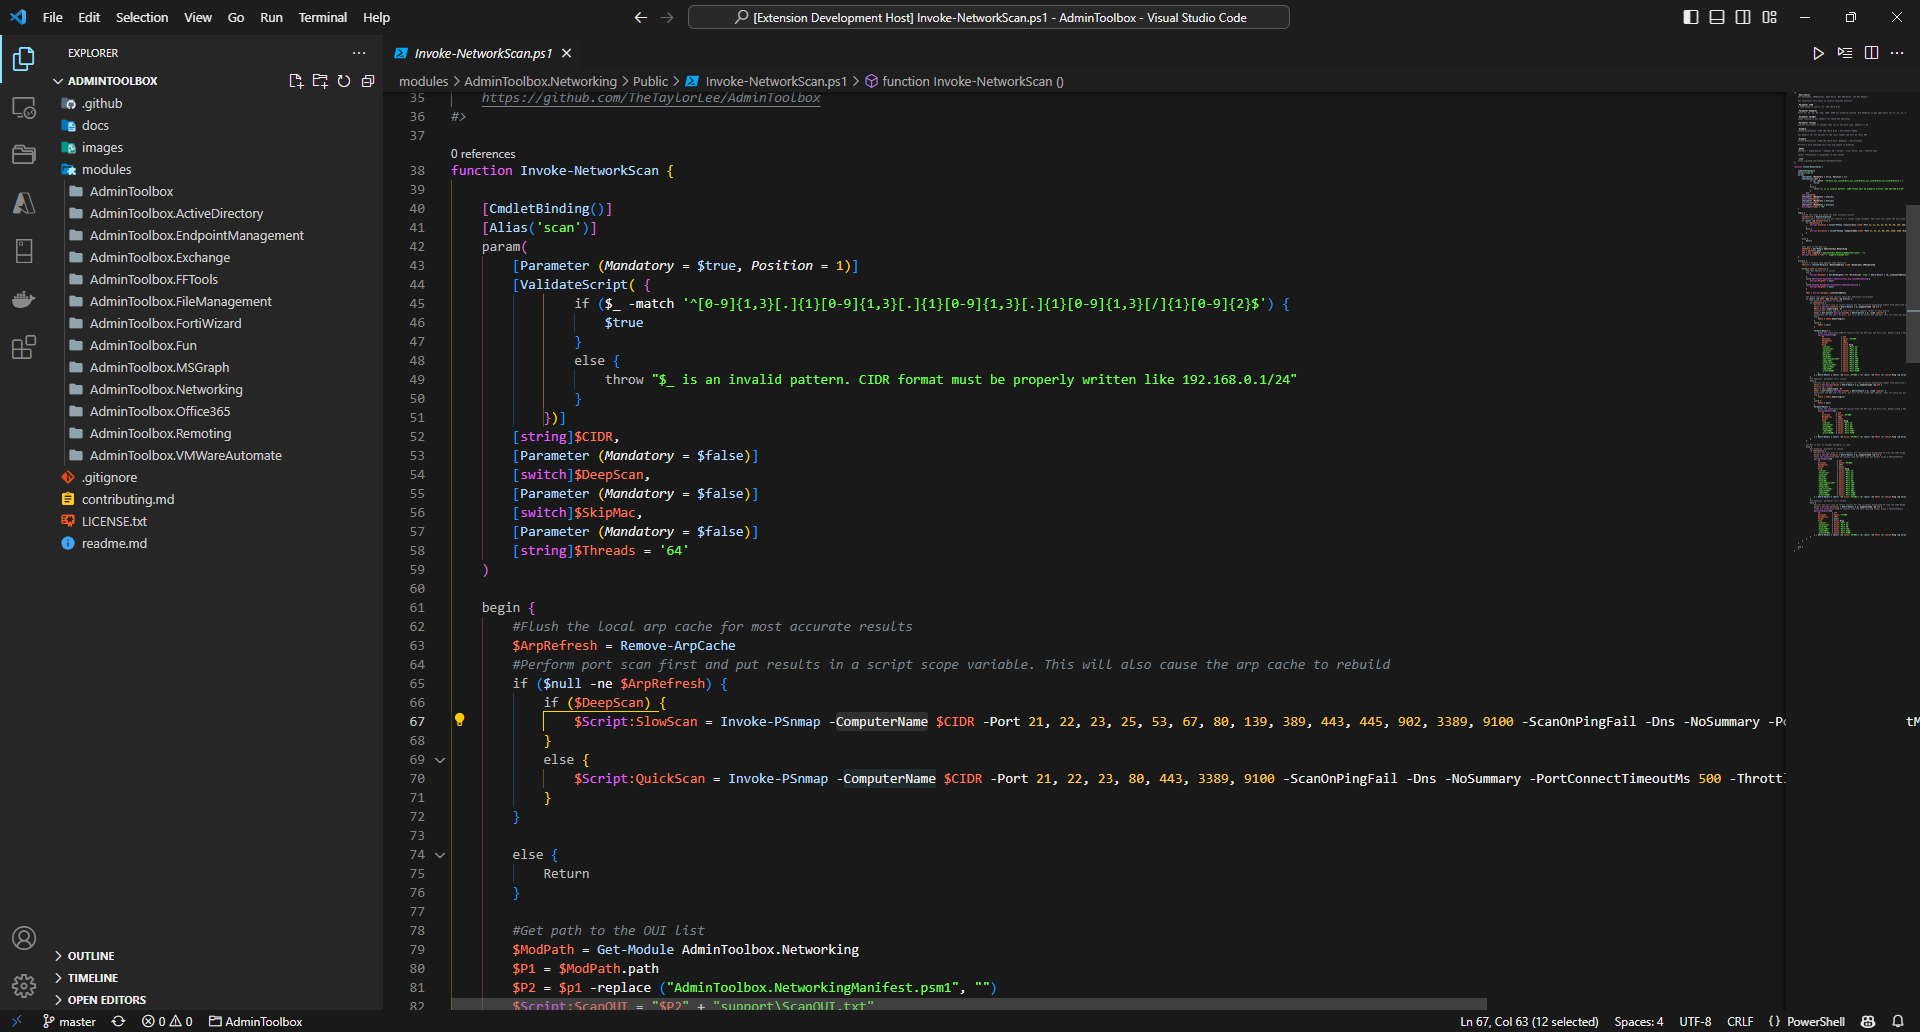 File Edit Selection View Go Run Terminal Help
[Extension Development Host] Invoke-NetworkScan.ps1 - AdminToolbox - Visual Studio Code
EXPLORER
ADMINTOOLBOX
.github
docs
images
modules
AdminToolbox
AdminToolbox.ActiveDirectory
AdminToolbox.EndpointManagement
AdminToolbox.Exchange
AdminToolbox.FFTools
AdminToolbox.FileManagement
AdminToolbox.FortiWizard
AdminToolbox.Fun
AdminToolbox.MSGraph
AdminToolbox.Networking
AdminToolbox.Office365
AdminToolbox.Remoting
AdminToolbox.VMWareAutomate
.gitignore
contributing.md
LICENSE.txt
readme.md
OUTLINE
TIMELINE
OPEN EDITORS
Invoke-NetworkScan.ps1
modules > AdminToolbox.Networking > Public > Invoke-NetworkScan.ps1 > function Invoke-NetworkScan ()
35 https://github.com/TheTaylorLee/AdminToolbox
36 #>
37
0 references
38 function Invoke-NetworkScan {
39
40 [CmdletBinding()]
41 [Alias('scan')]
42 param(
43 [Parameter (Mandatory = $true, Position = 1)]
44 [ValidateScript( {
45 if ($_ -match '^[0-9]{1,3}[.]{1}[0-9]{1,3}[.]{1}[0-9]{1,3}[.]{1}[0-9]{1,3}[/]{1}[0-9]{2}$') {
46 $true
47 }
48 else {
49 throw "$_ is an invalid pattern. CIDR format must be properly written like 192.168.0.1/24"
50 }
51 })]
52 [string]$CIDR,
53 [Parameter (Mandatory = $false)]
54 [switch]$DeepScan,
55 [Parameter (Mandatory = $false)]
56 [switch]$SkipMac,
57 [Parameter (Mandatory = $false)]
58 [string]$Threads = '64'
59 )
60
61 begin {
62 #Flush the local arp cache for most accurate results
63 $ArpRefresh = Remove-ArpCache
64 #Perform port scan first and put results in a script scope variable. This will also cause the arp cache to rebuild
65 if ($null -ne $ArpRefresh) {
66 if ($DeepScan) {
67 $Script:SlowScan = Invoke-PSnmap -ComputerName $CIDR -Port 21, 22, 23, 25, 53, 67, 80, 139, 389, 443, 445, 902, 3389, 9100 -ScanOnPingFail -Dns -NoSummary -Po tM
68 }
69 else {
70 $Script:QuickScan = Invoke-PSnmap -ComputerName $CIDR -Port 21, 22, 23, 80, 443, 3389, 9100 -ScanOnPingFail -Dns -NoSummary -PortConnectTimeoutMs 500 -Throttl
71 }
72 }
73
74 else {
75 Return
76 }
77
78 #Get path to the OUI list
79 $ModPath = Get-Module AdminToolbox.Networking
80 $P1 = $ModPath.path
81 $P2 = $p1 -replace ("AdminToolbox.NetworkingManifest.psm1", "")
82 $Script:ScanOUI = "$P2" + "support\ScanOUI.txt"
master 0 0 AdminToolbox
Ln 67, Col 63 (12 selected) Spaces: 4 UTF-8 CRLF {} PowerShell